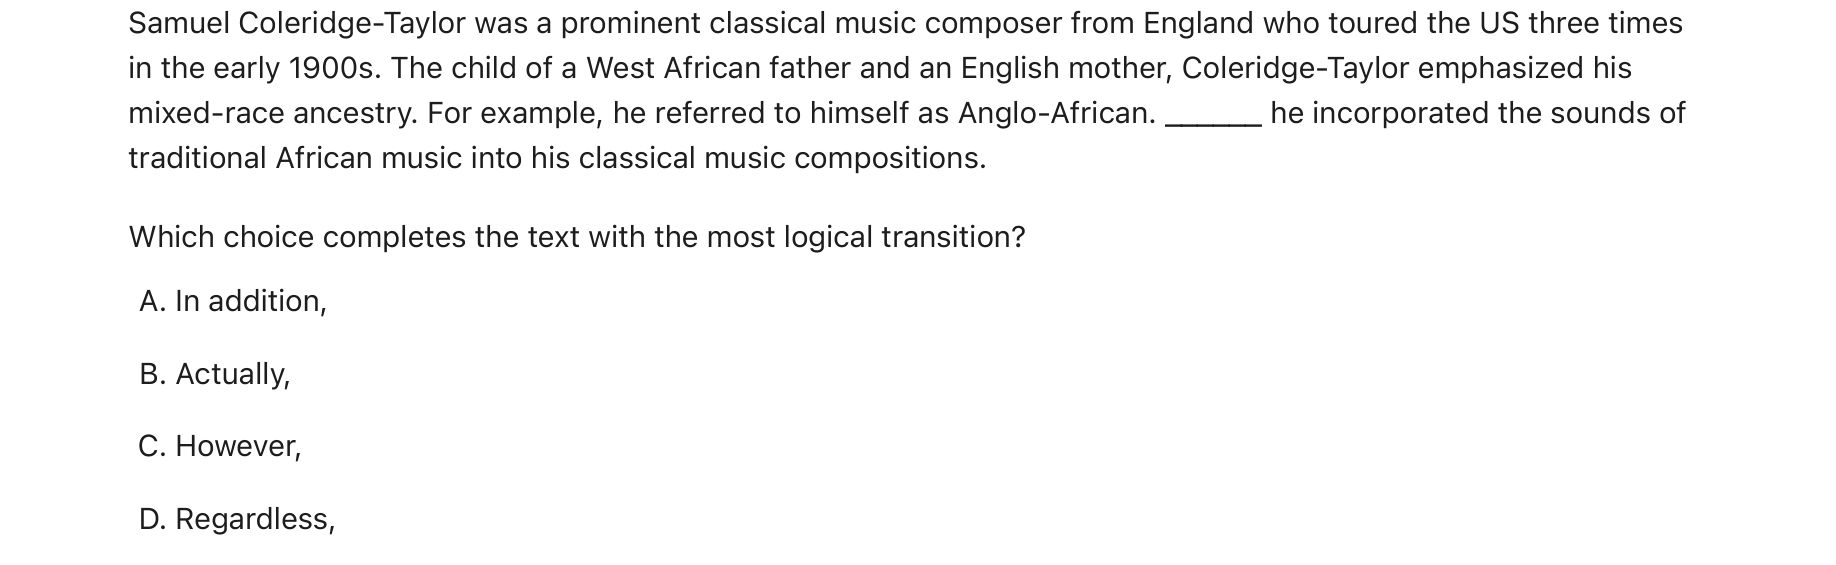 Samuel Coleridge-Taylor was a prominent classical music composer from England who toured the US three times
in the early 1900s. The child of a West African father and an English mother, Coleridge-Taylor emphasized his
mixed-race ancestry. For example, he referred to himself as Anglo-African. ______ he incorporated the sounds of
traditional African music into his classical music compositions.
Which choice completes the text with the most logical transition?
A. In addition,
B. Actually,
C. However,
D. Regardless,